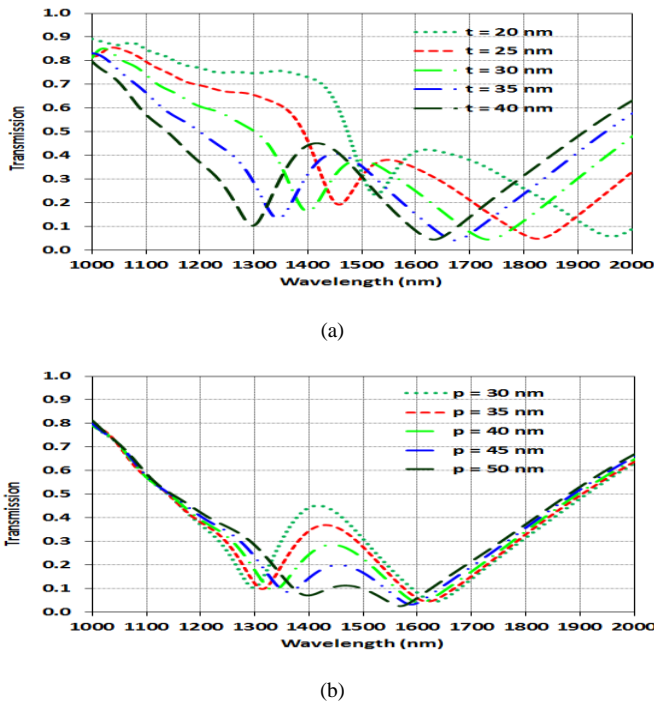 1.0
0.9
0.8
0.7
0.6
0.5
0.4
0.3
0.2
0.1
0.0
Transmission
t = 20 nm
t = 25 nm
t = 30 nm
t = 35 nm
t = 40 nm
1000 1100 1200 1300 1400 1500 1600 1700 1800 1900 2000
Wavelength (nm)
(a)
1.0
0.9
0.8
0.7
0.6
0.5
0.4
0.3
0.2
0.1
0.0
Transmission
p = 30 nm
p = 35 nm
p = 40 nm
p = 45 nm
p = 50 nm
1000 1100 1200 1300 1400 1500 1600 1700 1800 1900 2000
Wavelength (nm)
(b)